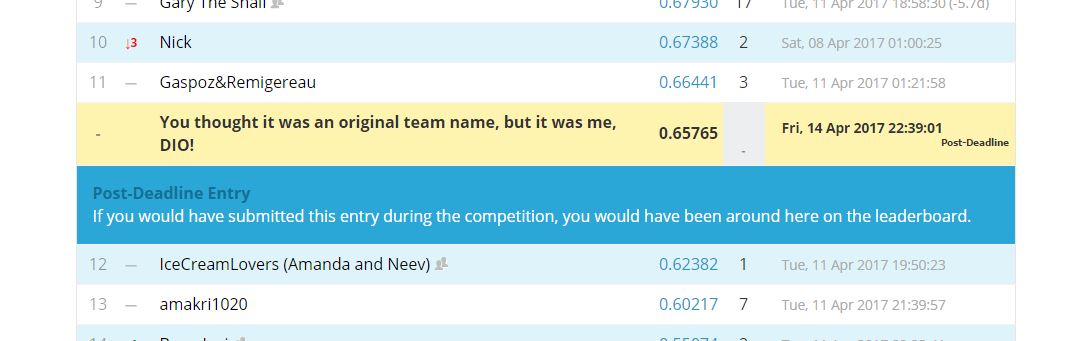 9 — Gary The Snail 0.67930 17 Tue, 11 Apr 2017 18:58:30 (-5.7d)
10 ↓3 Nick 0.67388 2 Sat, 08 Apr 2017 01:00:25
11 — Gaspoz&Remigereau 0.66441 3 Tue, 11 Apr 2017 01:21:58
- You thought it was an original team name, but it was me, DIO! 0.65765 - Fri, 14 Apr 2017 22:39:01 Post-Deadline
Post-Deadline Entry
If you would have submitted this entry during the competition, you would have been around here on the leaderboard.
12 — IceCreamLovers (Amanda and Neev) 0.62382 1 Tue, 11 Apr 2017 19:50:23
13 — amakri1020 0.60217 7 Tue, 11 Apr 2017 21:39:57